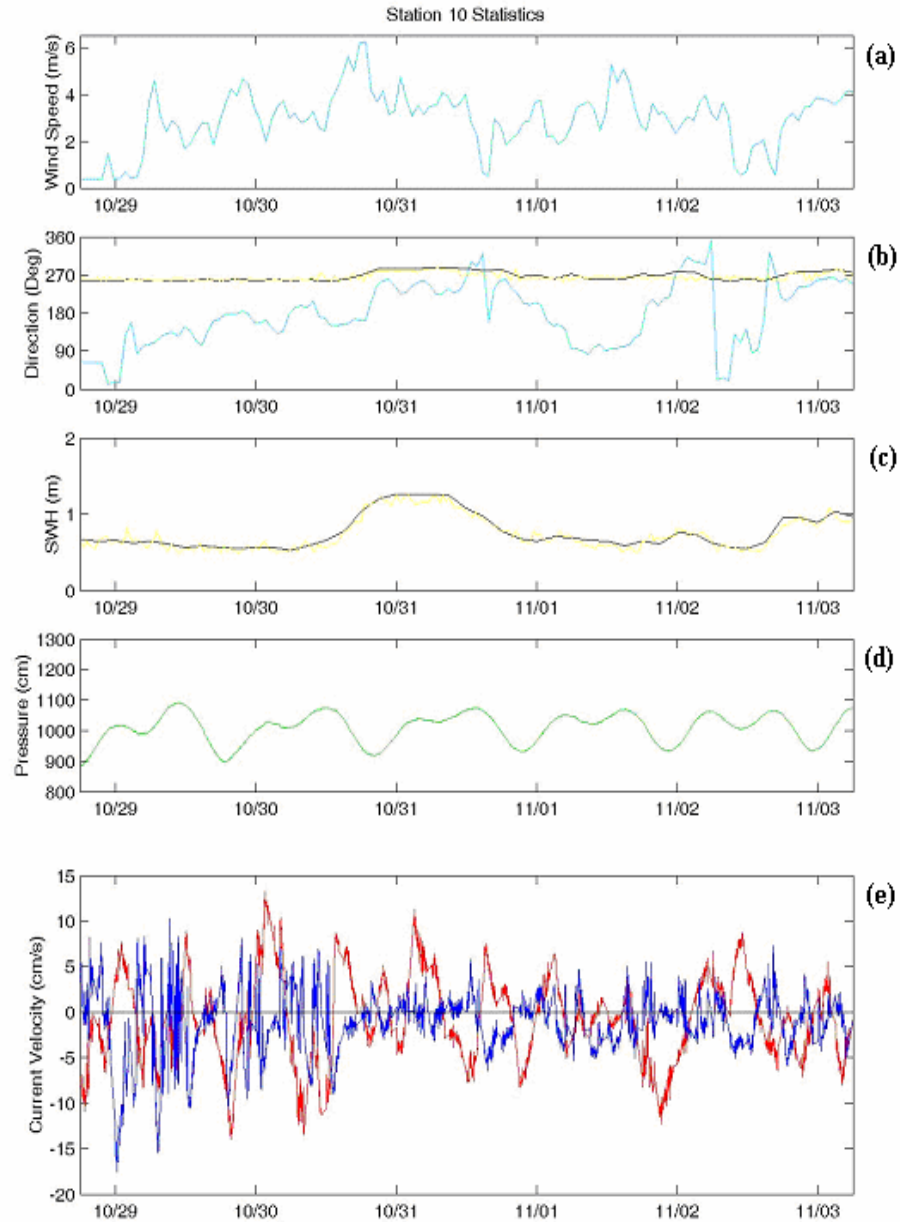 Station 10 Statistics
(a)
Wind Speed (m/s)
6
4
2
0
10/29 10/30 10/31 11/01 11/02 11/03
(b)
Direction (Deg)
360
270
180
90
0
10/29 10/30 10/31 11/01 11/02 11/03
(c)
SWH (m)
2
1
0
10/29 10/30 10/31 11/01 11/02 11/03
(d)
Pressure (cm)
1300
1200
1100
1000
900
800
10/29 10/30 10/31 11/01 11/02 11/03
(e)
Current Velocity (cm/s)
15
10
5
0
-5
-10
-15
-20
10/29 10/30 10/31 11/01 11/02 11/03